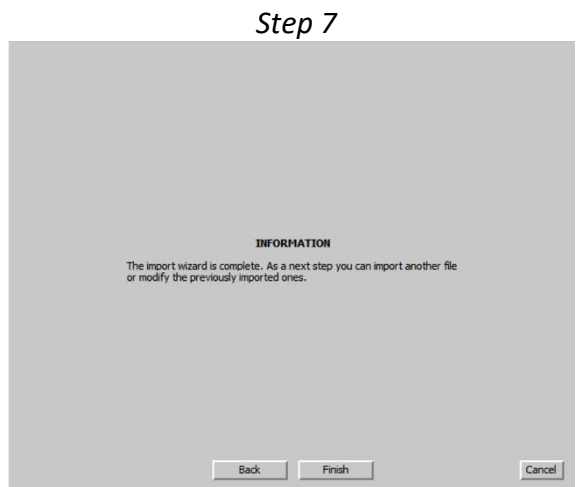 Step 7
INFORMATION
The import wizard is complete. As a next step you can import another file
or modify the previously imported ones.
Back Finish Cancel